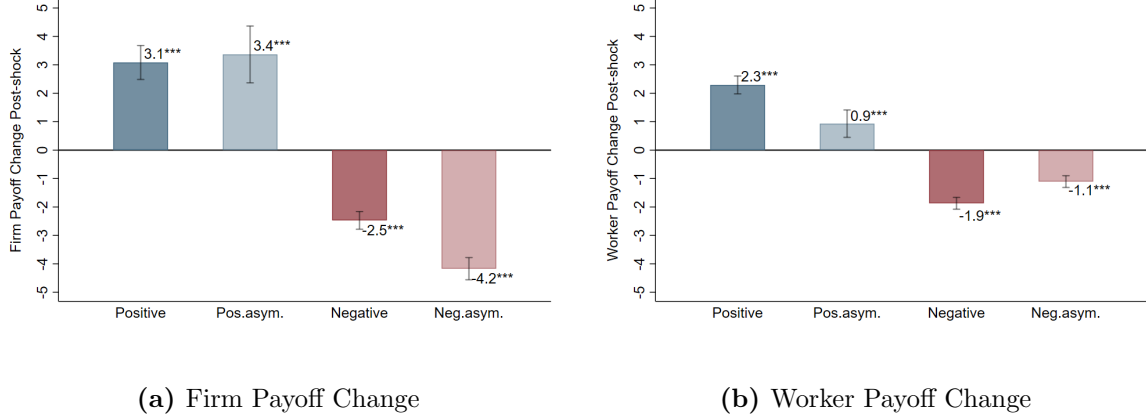 Firm Payoff Change Post-shock
5
4
3
2
1
0
-1
-2
-3
-4
-5
3.1***
3.4***
-2.5***
-4.2***
Positive
Pos.asym.
Negative
Neg.asym.
(a) Firm Payoff Change
Worker Payoff Change Post-shock
5
4
3
2
1
0
-1
-2
-3
-4
-5
2.3***
0.9***
-1.9***
-1.1***
Positive
Pos.asym.
Negative
Neg.asym.
(b) Worker Payoff Change